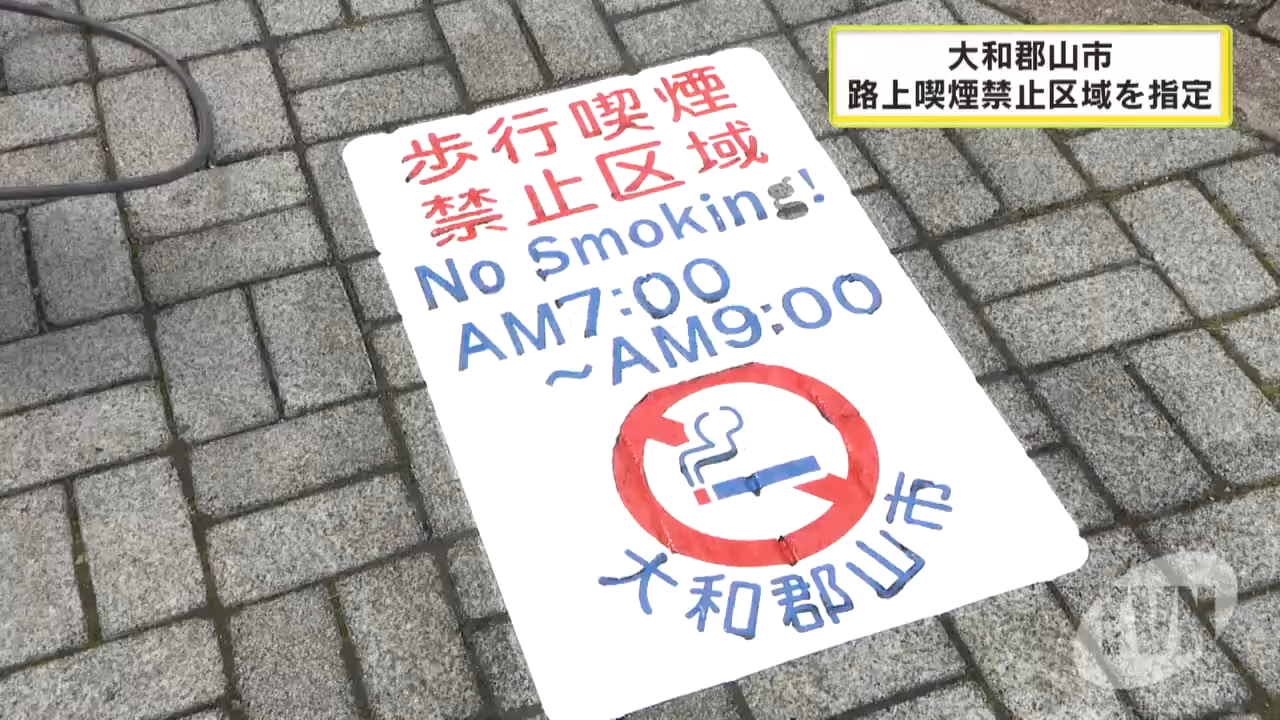 大和郡山市
路上喫煙禁止区域を指定
歩行喫煙
禁止区域
No Smoking!
AM7:00
~AM9:00
大和郡山市